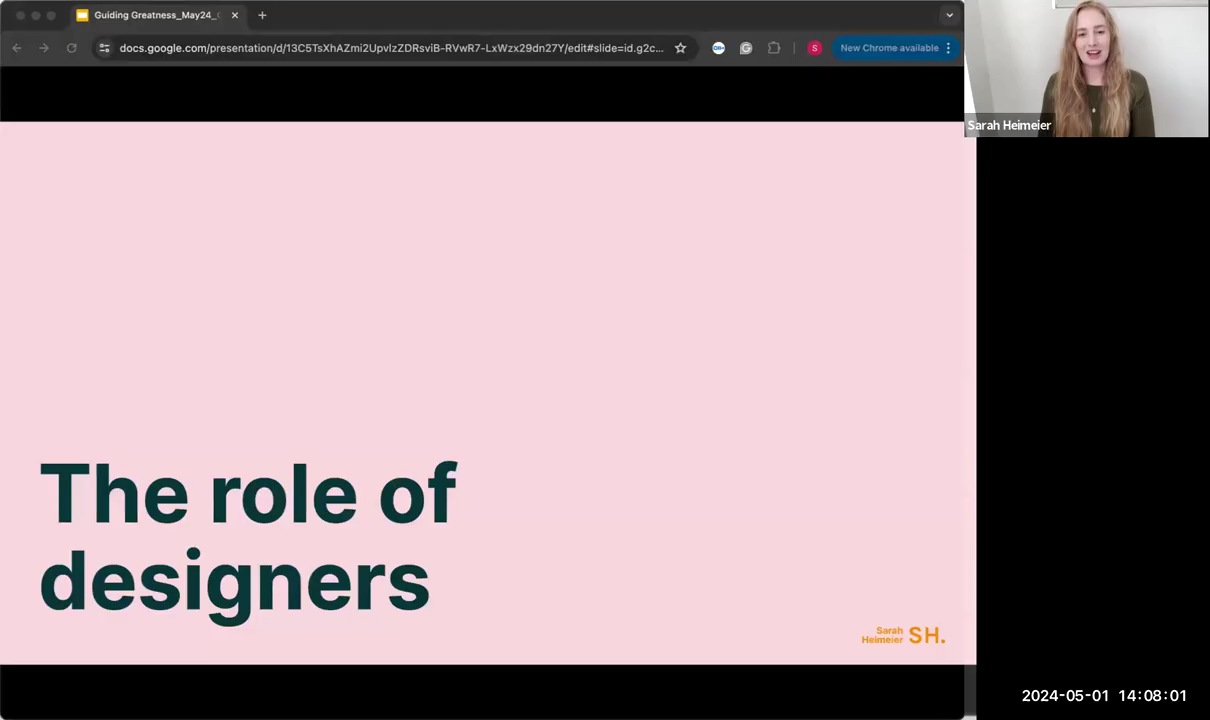 Guiding Greatness_May24_
docs.google.com/presentation/d/13C5TsXhAZmi2UpvIzZDRsviB-RVwR7-LxWzx29dn27Y/edit#slide=id.g2c...
S
New Chrome available
Sarah Heimeier
The role of
designers
Sarah
Heimeier
SH.
2024-05-01 14:08:01